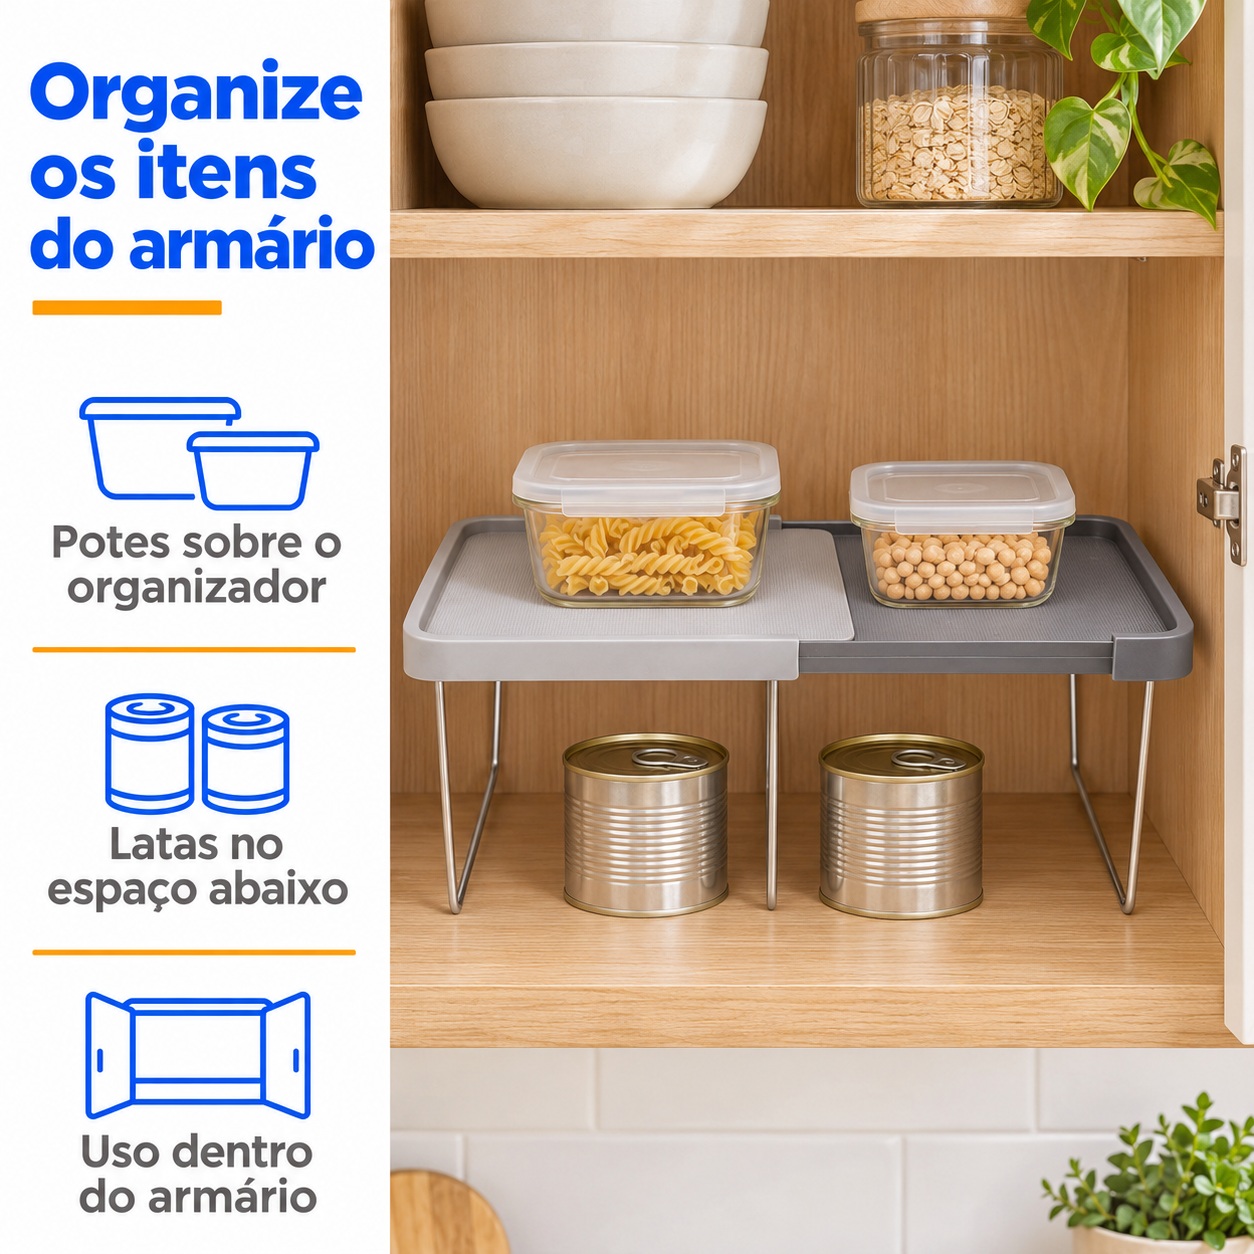 Organize
os itens
do armário
Potes sobre o
organizador
Latas no
espaço abaixo
Uso dentro
do armário